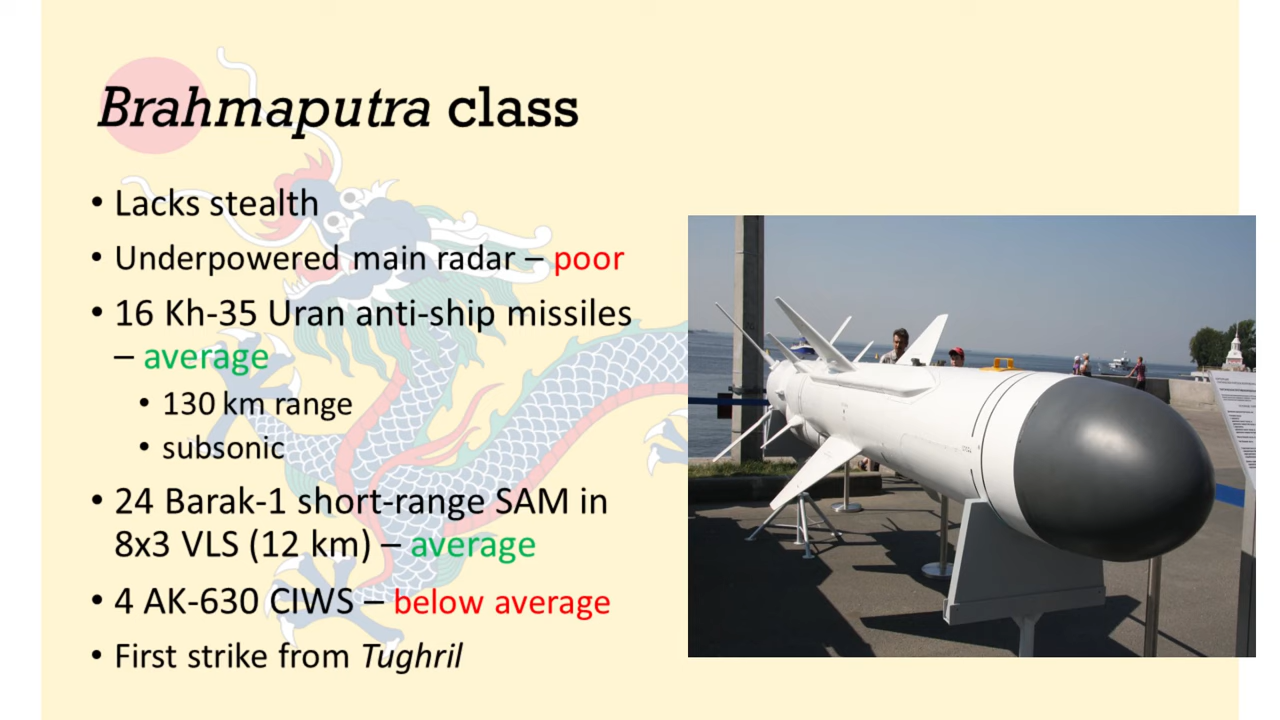 Brahmaputra class
• Lacks stealth
• Underpowered main radar – poor
• 16 Kh-35 Uran anti-ship missiles
– average
• 130 km range
• subsonic
• 24 Barak-1 short-range SAM in
8x3 VLS (12 km) – average
• 4 AK-630 CIWS – below average
• First strike from Tughril